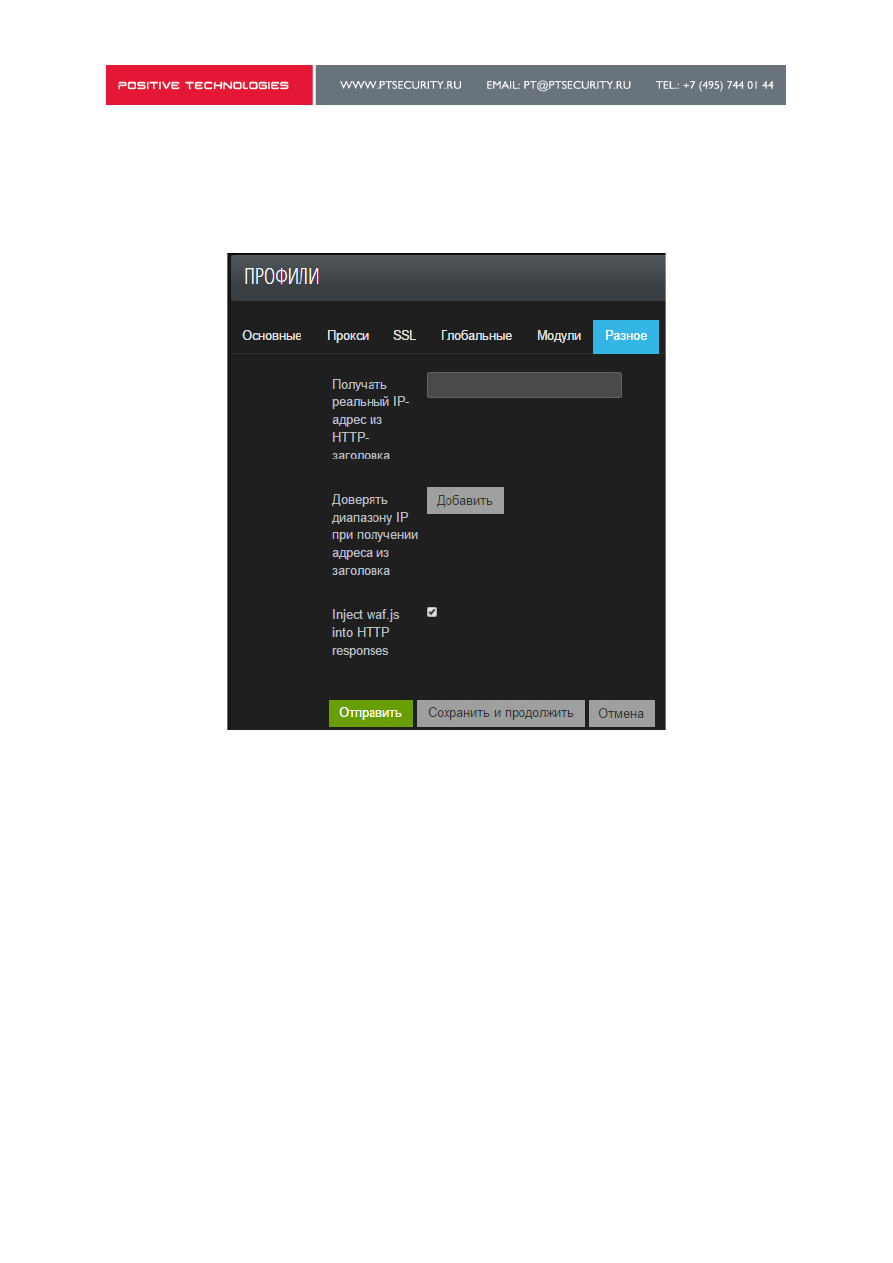 POSITIVE TECHNOLOGIES WWW.PTSECURITY.RU EMAIL: PT@PTSECURITY.RU TEL.: +7 (495) 744 01 44
ПРОФИЛИ
Основные Прокси SSL Глобальные Модули Разное
Получать
реальный IP-
адрес из
HTTP-
заголовка
Доверять
диапазону IP
при получении
адреса из
заголовка
Добавить
Inject waf.js
into HTTP
responses
Отправить Сохранить и продолжить Отмена